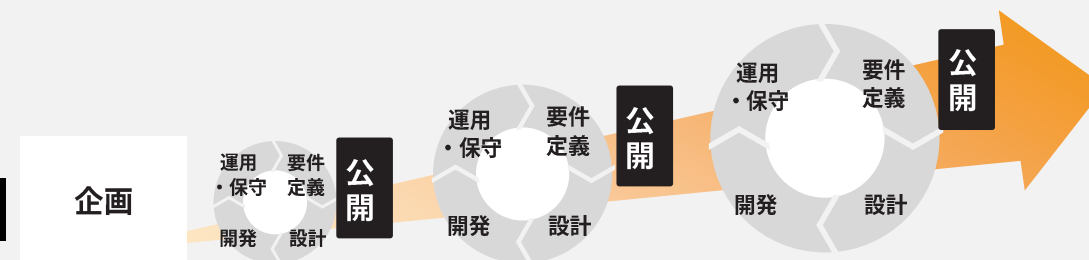 企画
運用
・保守
要件
定義
開発
設計
公
開
運用
・保守
要件
定義
開発
設計
公
開
運用
・保守
要件
定義
開発
設計
公
開